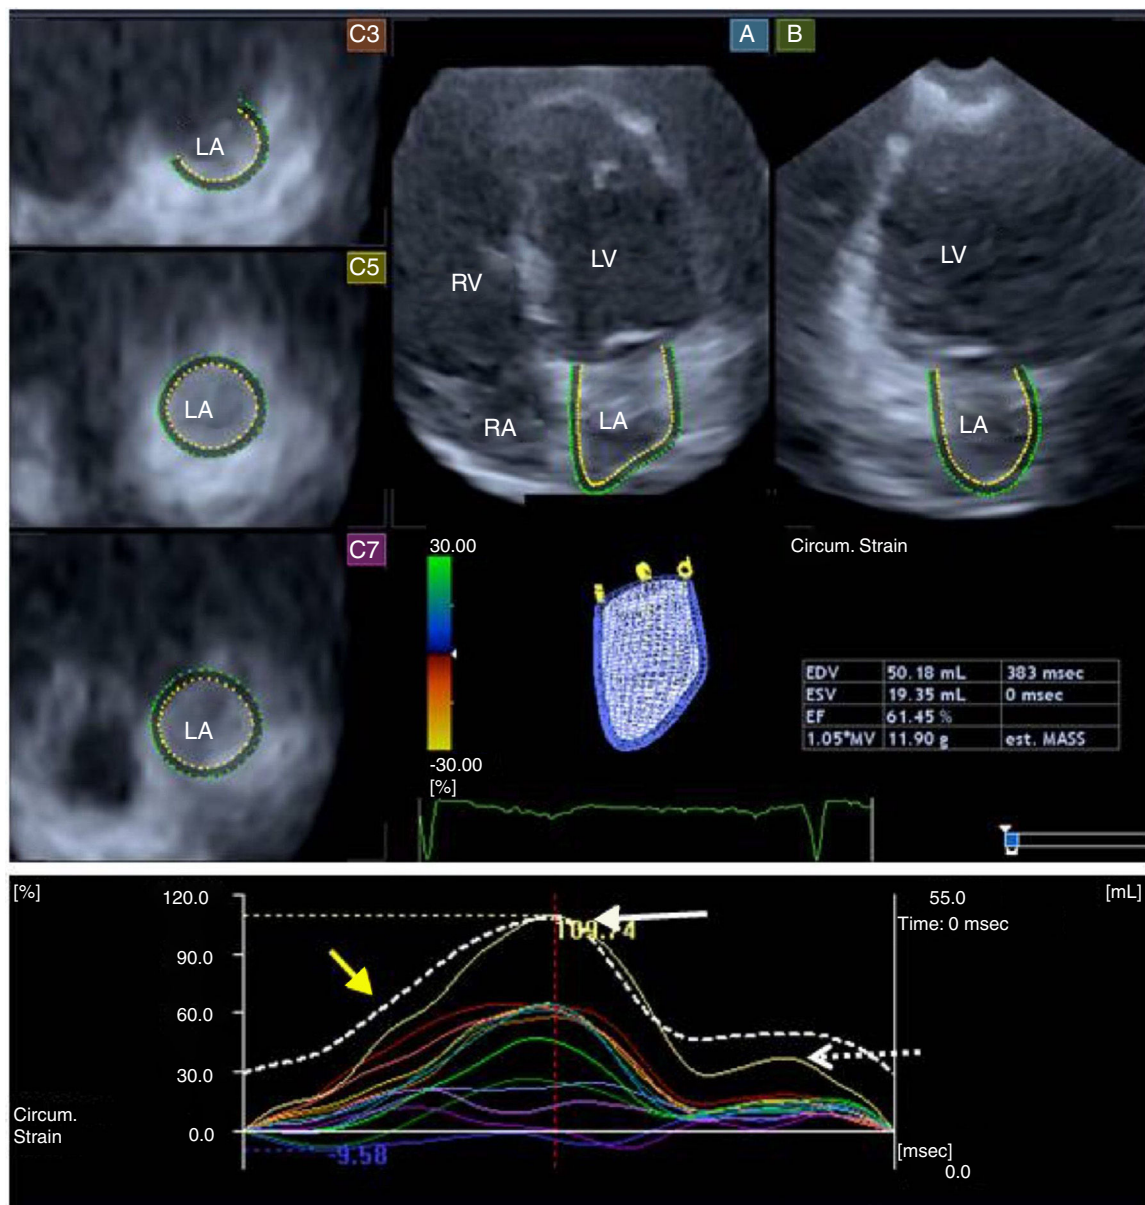 C3
A
B
LA
LV
LV
RV
C5
LA
RA
LA
LA
C7
30.00
Circum. Strain
LA
EDV 50.18 mL 383 msec
ESV 19.35 mL 0 msec
EF 61.45 %
1.05*MV 11.90 g est. MASS
-30.00
[%]
[%]
120.0
55.0
[mL]
Time: 0 msec
109.74
90.0
60.0
30.0
Circum.
Strain
0.0
-9.58
[msec]
0.0